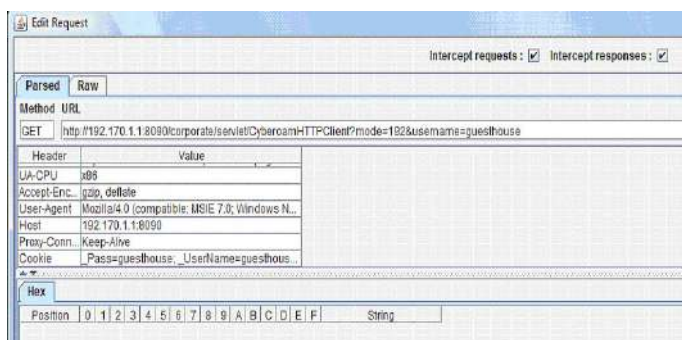 Edit Request
Intercept requests : Intercept responses :
Parsed Raw
Method URL
GET http://192.170.1.1:8090/corporate/servlet/CyberoamHTTPClient?mode=192&username=guesthouse
Header Value
UA-CPU x86
Accept-Enc... gzip, deflate
User-Agent Mozilla/4.0 (compatible; MSIE 7.0; Windows N...
Host 192.170.1.1:8090
Proxy-Conn... Keep-Alive
Cookie _Pass=guesthouse; _UserName=guesthous...
Hex
Position 0 1 2 3 4 5 6 7 8 9 A B C D E F String